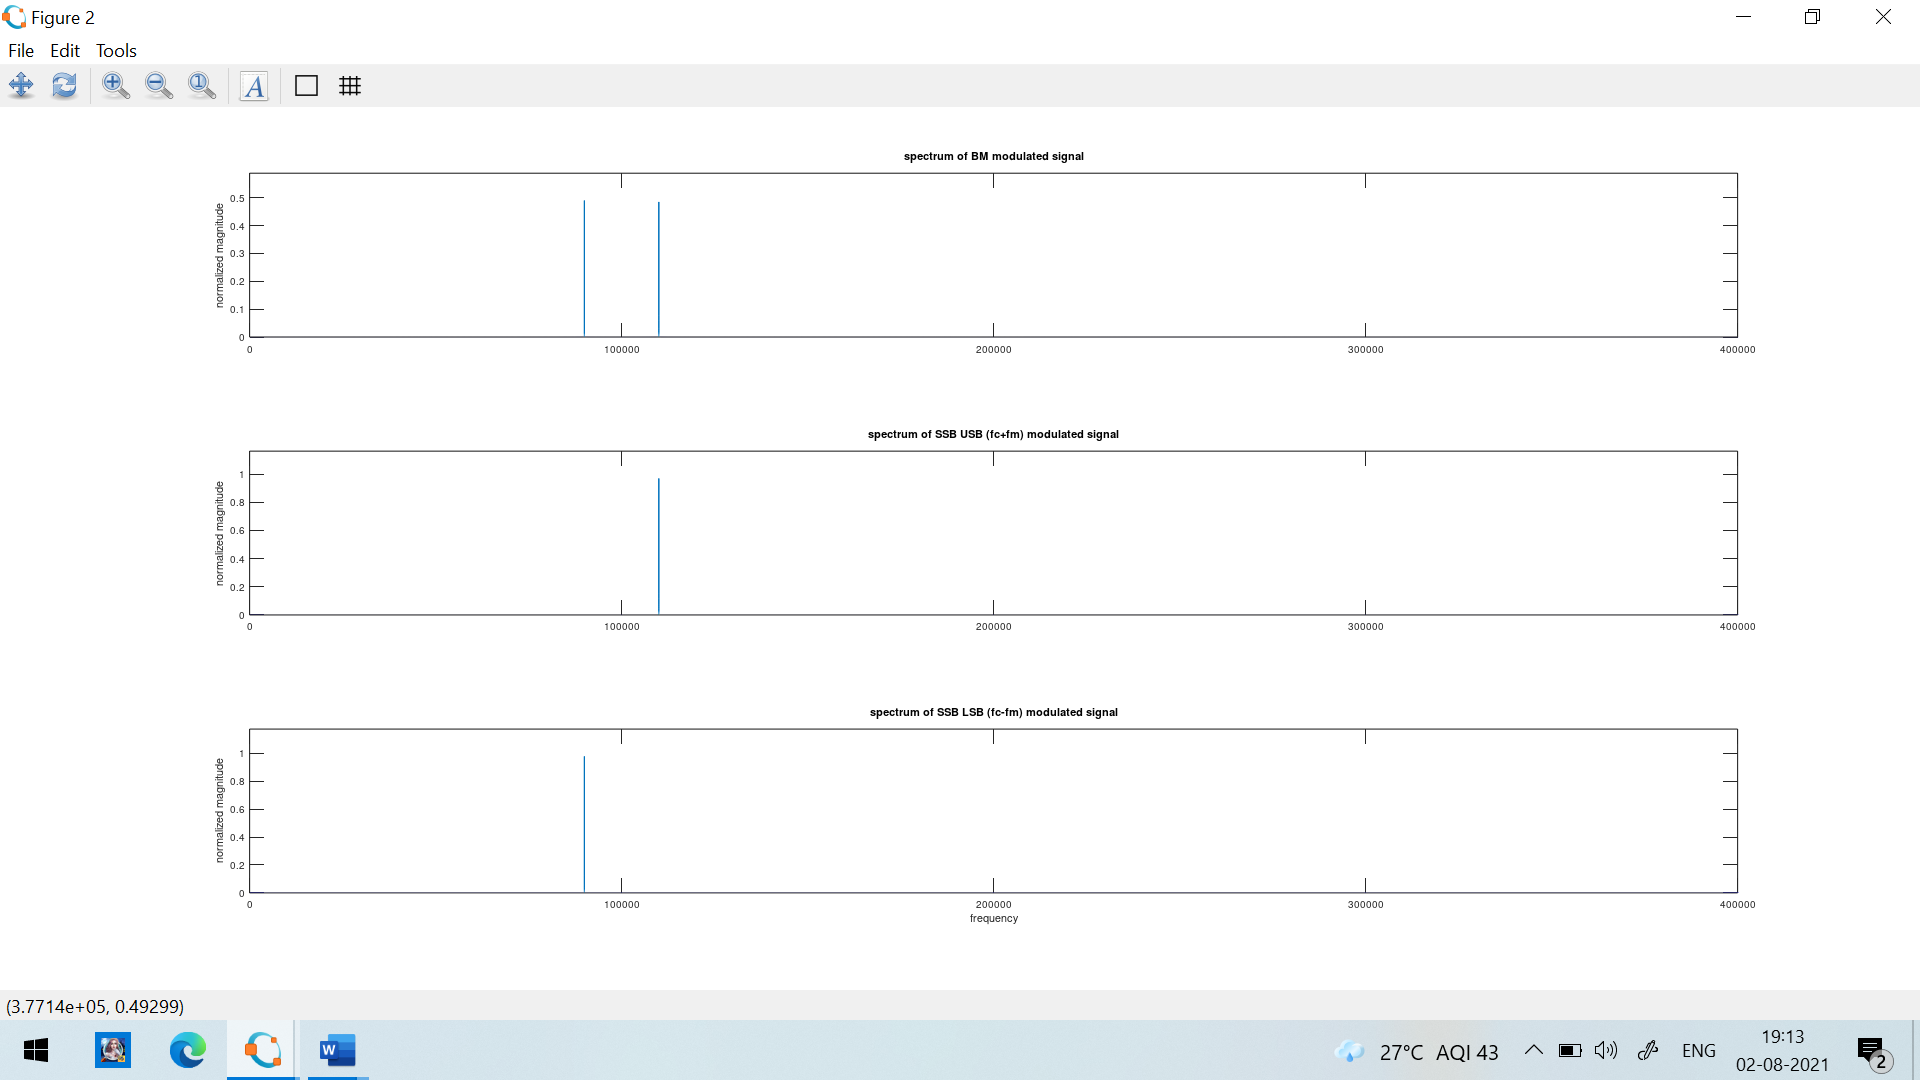 Figure 2
File Edit Tools
1
A
spectrum of BM modulated signal
normalized magnitude
0.5
0.4
0.3
0.2
0.1
0
0 100000 200000 300000 400000
spectrum of SSB USB (fc+fm) modulated signal
normalized magnitude
1
0.8
0.6
0.4
0.2
0
0 100000 200000 300000 400000
spectrum of SSB LSB (fc-fm) modulated signal
normalized magnitude
1
0.8
0.6
0.4
0.2
0
0 100000 200000 300000 400000
frequency
(3.7714e+05, 0.49299)
W
27°C AQI 43
ENG
19:13
02-08-2021
2